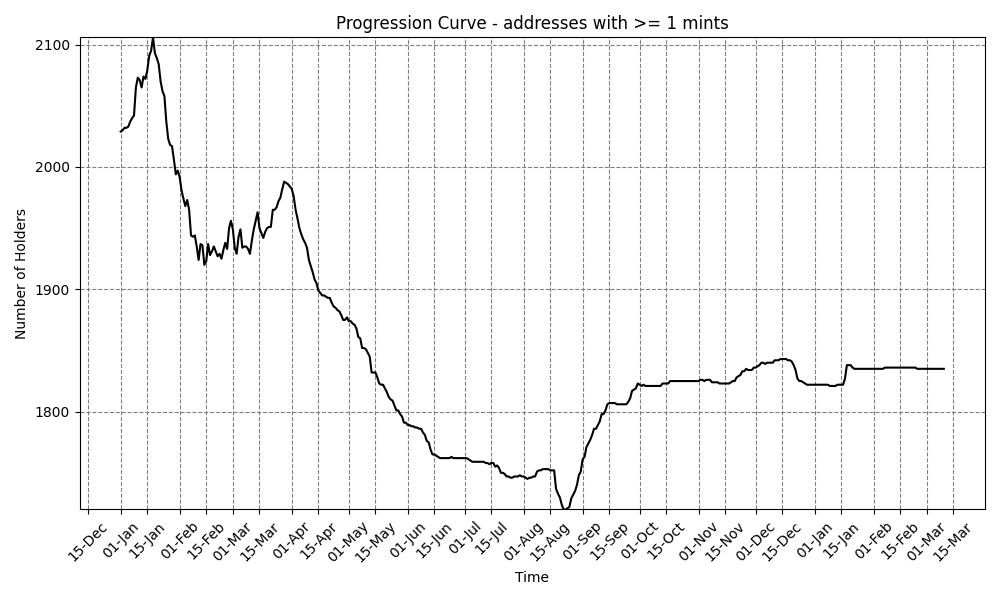 Progression Curve - addresses with >= 1 mints
Number of Holders
2100
2000
1900
1800
15-Dec
01-Jan
15-Jan
01-Feb
15-Feb
01-Mar
15-Mar
01-Apr
15-Apr
01-May
15-May
01-Jun
15-Jun
01-Jul
15-Jul
01-Aug
15-Aug
01-Sep
15-Sep
01-Oct
15-Oct
01-Nov
15-Nov
01-Dec
15-Dec
01-Jan
15-Jan
01-Feb
15-Feb
01-Mar
15-Mar
Time